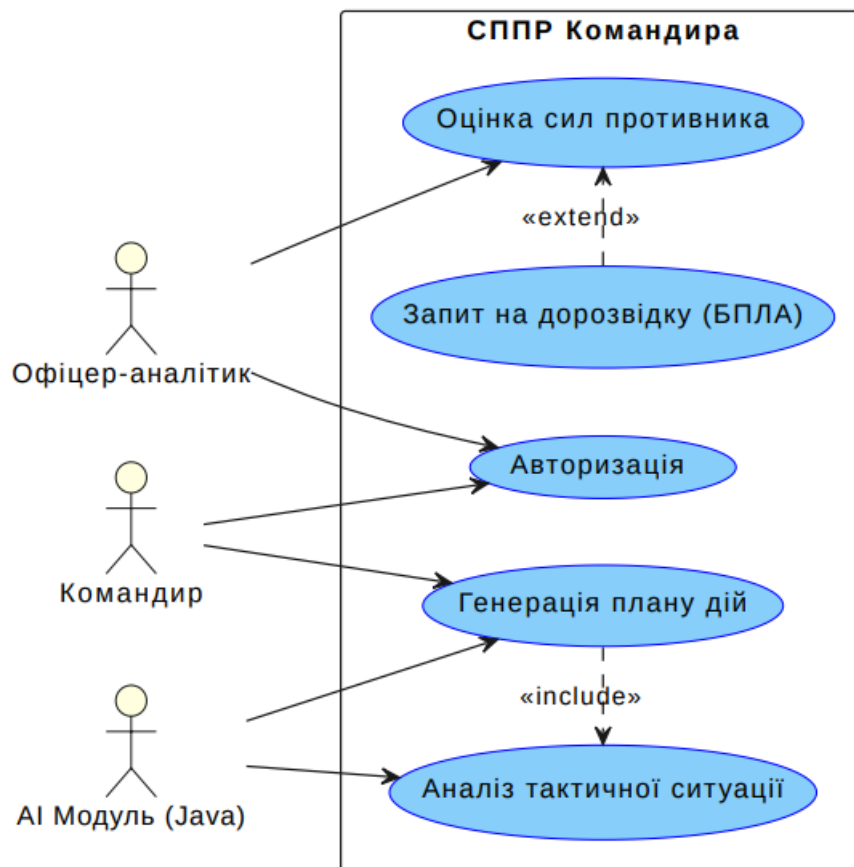 СППР Командира
Оцінка сил противника
«extend»
Запит на дорозвідку (БПЛА)
Офіцер-аналітик
Авторизація
Командир
Генерація плану дій
«include»
Аналіз тактичної ситуації
AI Модуль (Java)